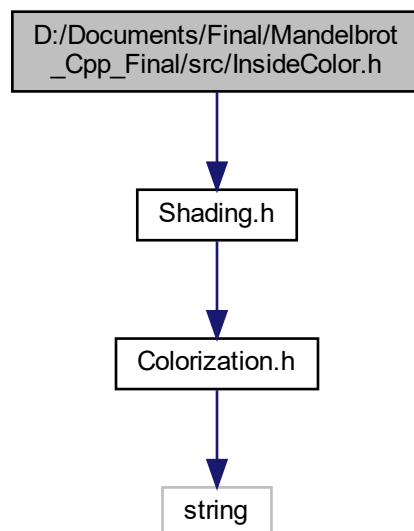 D:/Documents/Final/Mandelbrot
_Cpp_Final/src/InsideColor.h
Shading.h
Colorization.h
string